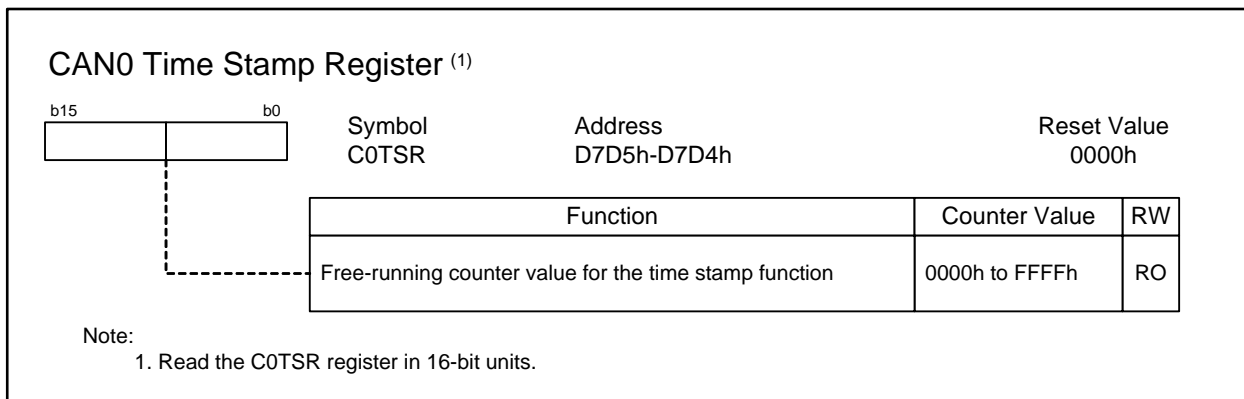 CAN0 Time Stamp Register (1)
b15 b0
Symbol Address Reset Value
C0TSR D7D5h-D7D4h 0000h
Function Counter Value RW
Free-running counter value for the time stamp function 0000h to FFFFh RO
Note:
1. Read the C0TSR register in 16-bit units.